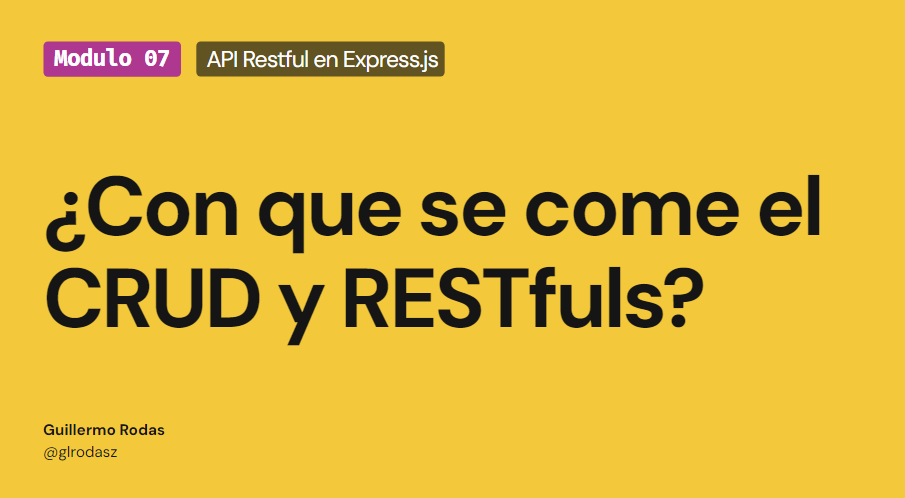 Modulo 07
API Restful en Express.js
¿Con que se come el
CRUD y RESTfuls?
Guillermo Rodas
@glrodasz